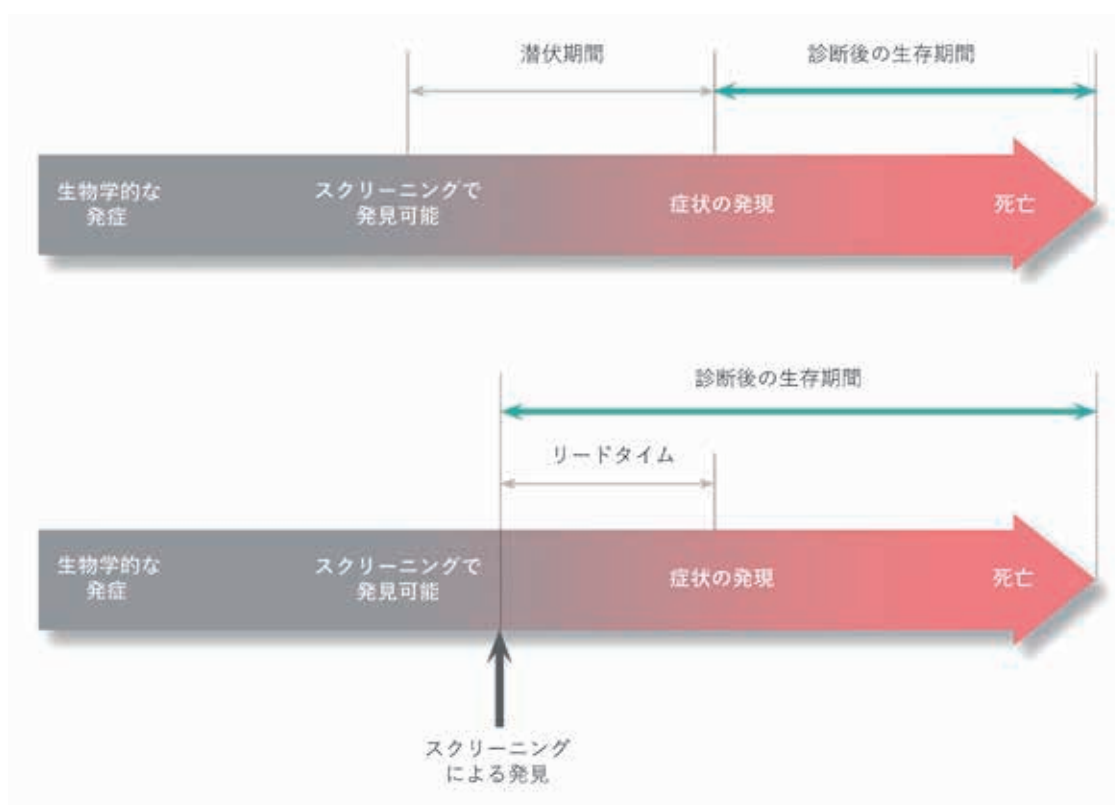 潜伏期間
診断後の生存期間
生物学的な
発症
スクリーニングで
発見可能
症状の発現
死亡
診断後の生存期間
リードタイム
生物学的な
発症
スクリーニングで
発見可能
症状の発現
死亡
スクリーニング
による発見